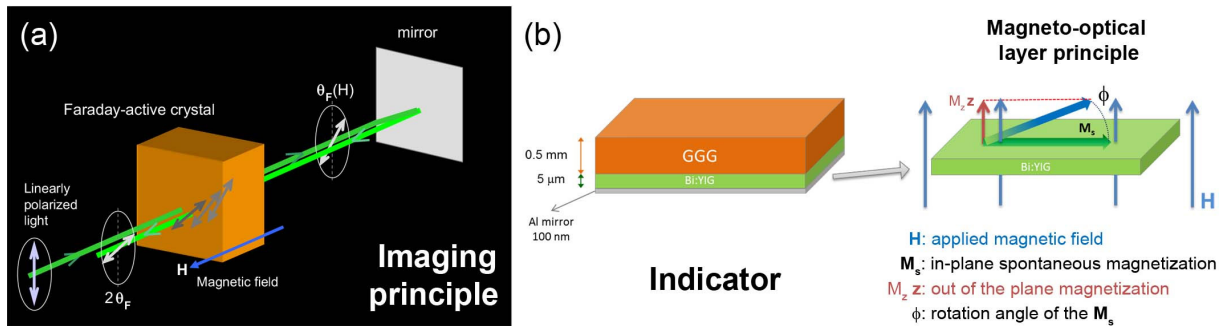 (a)
mirror
θF(H)
Faraday-active crystal
Linearly
polarized
light
H
Magnetic field
2θF
Imaging
principle
(b)
Magneto-optical
layer principle
0.5 mm
GGG
5 μm
Bi:YIG
Al mirror
100 nm
Indicator
Mz z
ϕ
Ms
Bi:YIG
H
H: applied magnetic field
Ms: in-plane spontaneous magnetization
Mz z: out of the plane magnetization
ϕ: rotation angle of the Ms